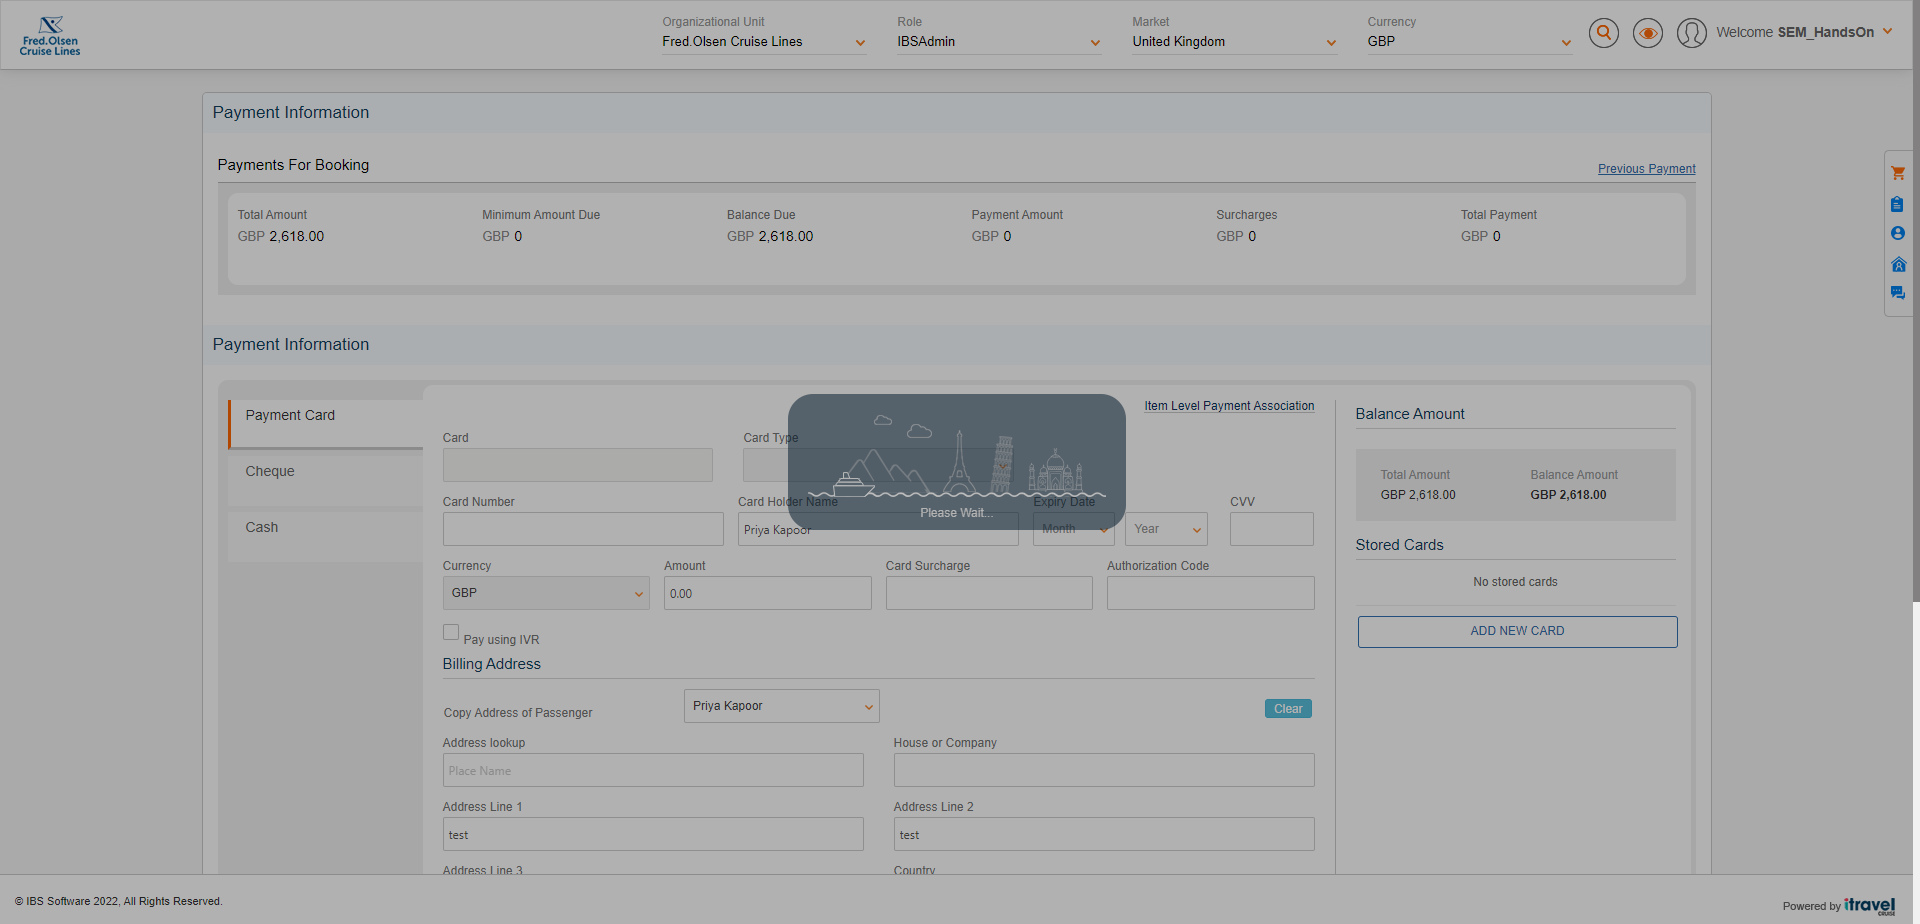 Fred.Olsen
Cruise Lines
Organizational Unit
Fred.Olsen Cruise Lines
Role
IBSAdmin
Market
United Kingdom
Currency
GBP
Welcome SEM_HandsOn
Payment Information
Payments For Booking
Previous Payment
Total Amount
GBP 2,618.00
Minimum Amount Due
GBP 0
Balance Due
GBP 2,618.00
Payment Amount
GBP 0
Surcharges
GBP 0
Total Payment
GBP 0
Payment Information
Payment Card
Cheque
Cash
Item Level Payment Association
Card
Card Type
Card Number
Card Holder Name
Priya Kapoor
Expiry Date
Month
Year
CVV
Please Wait...
Currency
GBP
Amount
0.00
Card Surcharge
Authorization Code
Pay using IVR
Billing Address
Copy Address of Passenger
Priya Kapoor
Clear
Address lookup
Place Name
House or Company
Address Line 1
test
Address Line 2
test
Address Line 3
Country
Balance Amount
Total Amount
GBP 2,618.00
Balance Amount
GBP 2,618.00
Stored Cards
No stored cards
ADD NEW CARD
© IBS Software 2022, All Rights Reserved.
Powered by itravel
CRUISE